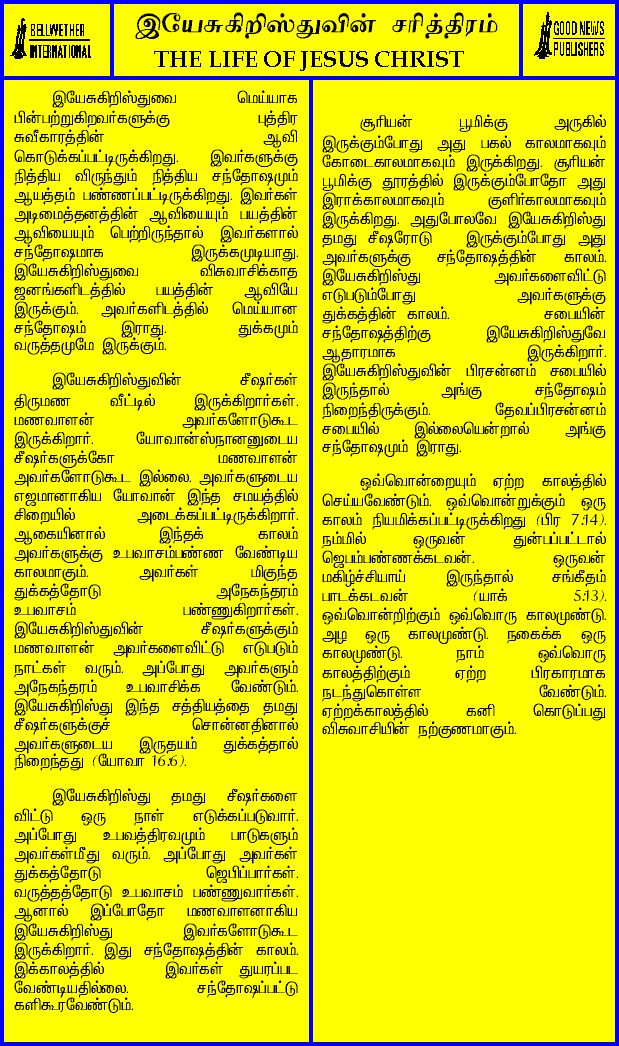 BELLWETHER
INTERNATIONAL
இயேசுகிறிஸ்துவின் சரித்திரம்
THE LIFE OF JESUS CHRIST
GOOD NEWS
PUBLISHERS
இயேசுகிறிஸ்துவை மெய்யாக
பின்பற்றுகிறவர்களுக்கு புத்திர
சுவீகாரத்தின் ஆவி
கொடுக்கப்பட்டிருக்கிறது. இவர்களுக்கு
நித்திய விருந்தும் நித்திய சந்தோஷமும்
ஆயத்தம் பண்ணப்பட்டிருக்கிறது. இவர்கள்
அடிமைத்தனத்தின் ஆவியையும் பயத்தின்
ஆவியையும் பெற்றிருந்தால் இவர்களால்
சந்தோஷமாக இருக்கமுடியாது.
இயேசுகிறிஸ்துவை விசுவாசிக்காத
ஜனங்களிடத்தில் பயத்தின் ஆவியே
இருக்கும். அவர்களிடத்தில் மெய்யான
சந்தோஷம் இராது. துக்கமும்
வருத்தமுமே இருக்கும்.
இயேசுகிறிஸ்துவின் சீஷர்கள்
திருமண வீட்டில் இருக்கிறார்கள்.
மணவாளன் அவர்களோடுகூட
இருக்கிறார். யோவான்ஸ்நானனுடைய
சீஷர்களுக்கோ மணவாளன்
அவர்களோடுகூட இல்லை. அவர்களுடைய
எஜமானாகிய யோவான் இந்த சமயத்தில்
சிறையில் அடைக்கப்பட்டிருக்கிறார்.
ஆகையினால் இந்தக் காலம்
அவர்களுக்கு உபவாசம்பண்ண வேண்டிய
காலமாகும். அவர்கள் மிகுந்த
துக்கத்தோடு அநேகந்தரம்
உபவாசம் பண்ணுகிறார்கள்.
இயேசுகிறிஸ்துவின் சீஷர்களுக்கும்
மணவாளன் அவர்களைவிட்டு எடுபடும்
நாட்கள் வரும். அப்போது அவர்களும்
அநேகந்தரம் உபவாசிக்க வேண்டும்.
இயேசுகிறிஸ்து இந்த சத்தியத்தை தமது
சீஷர்களுக்குச் சொன்னதினால்
அவர்களுடைய இருதயம் துக்கத்தால்
நிறைந்தது (யோவா 16:6).
இயேசுகிறிஸ்து தமது சீஷர்களை
விட்டு ஒரு நாள் எடுக்கப்படுவார்.
அப்போது உபவத்திரவமும் பாடுகளும்
அவர்கள்மீது வரும். அப்போது அவர்கள்
துக்கத்தோடு ஜெபிப்பார்கள்.
வருத்தத்தோடு உபவாசம் பண்ணுவார்கள்.
ஆனால் இப்போதோ மணவாளனாகிய
இயேசுகிறிஸ்து இவர்களோடுகூட
இருக்கிறார். இது சந்தோஷத்தின் காலம்.
இக்காலத்தில் இவர்கள் துயரப்பட
வேண்டியதில்லை. சந்தோஷப்பட்டு
களிகூரவேண்டும்.
சூரியன் பூமிக்கு அருகில்
இருக்கும்போது அது பகல் காலமாகவும்
கோடைகாலமாகவும் இருக்கிறது. சூரியன்
பூமிக்கு தூரத்தில் இருக்கும்போதோ அது
இராக்காலமாகவும் குளிர்காலமாகவும்
இருக்கிறது. அதுபோலவே இயேசுகிறிஸ்து
தமது சீஷரோடு இருக்கும்போது அது
அவர்களுக்கு சந்தோஷத்தின் காலம்.
இயேசுகிறிஸ்து அவர்களைவிட்டு
எடுபடும்போது அவர்களுக்கு
துக்கத்தின் காலம். சபையின்
சந்தோஷத்திற்கு இயேசுகிறிஸ்துவே
ஆதாரமாக இருக்கிறார்.
இயேசுகிறிஸ்துவின் பிரசன்னம் சபையில்
இருந்தால் அங்கு சந்தோஷம்
நிறைந்திருக்கும். தேவப்பிரசன்னம்
சபையில் இல்லையென்றால் அங்கு
சந்தோஷமும் இராது.
ஒவ்வொன்றையும் ஏற்ற காலத்தில்
செய்யவேண்டும். ஒவ்வொன்றுக்கும் ஒரு
காலம் நியமிக்கப்பட்டிருக்கிறது (பிர 7:14).
நம்மில் ஒருவன் துன்பப்பட்டால்
ஜெபம்பண்ணக்கடவன். ஒருவன்
மகிழ்ச்சியாய் இருந்தால் சங்கீதம்
பாடக்கடவன் (யாக் 5:13).
ஒவ்வொன்றிற்கும் ஒவ்வொரு காலமுண்டு.
அழ ஒரு காலமுண்டு. நகைக்க ஒரு
காலமுண்டு. நாம் ஒவ்வொரு
காலத்திற்கும் ஏற்ற பிரகாரமாக
நடந்துகொள்ள வேண்டும்.
ஏற்றக்காலத்தில் கனி கொடுப்பது
விசுவாசியின் நற்குணமாகும்.